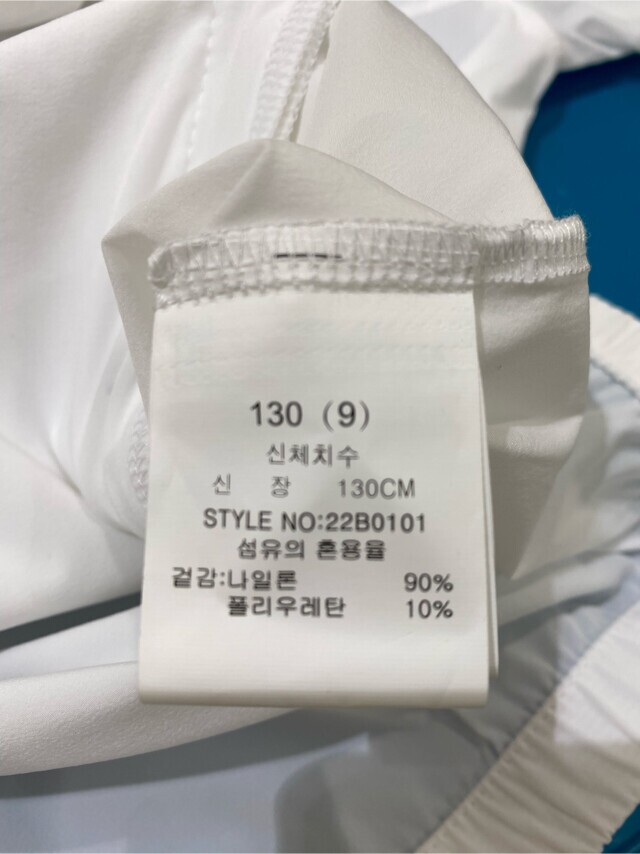 130 (9)
신체치수
신 장 130CM
STYLE NO:22B0101
섬유의 혼용율
겉감:나일론 90%
폴리우레탄 10%